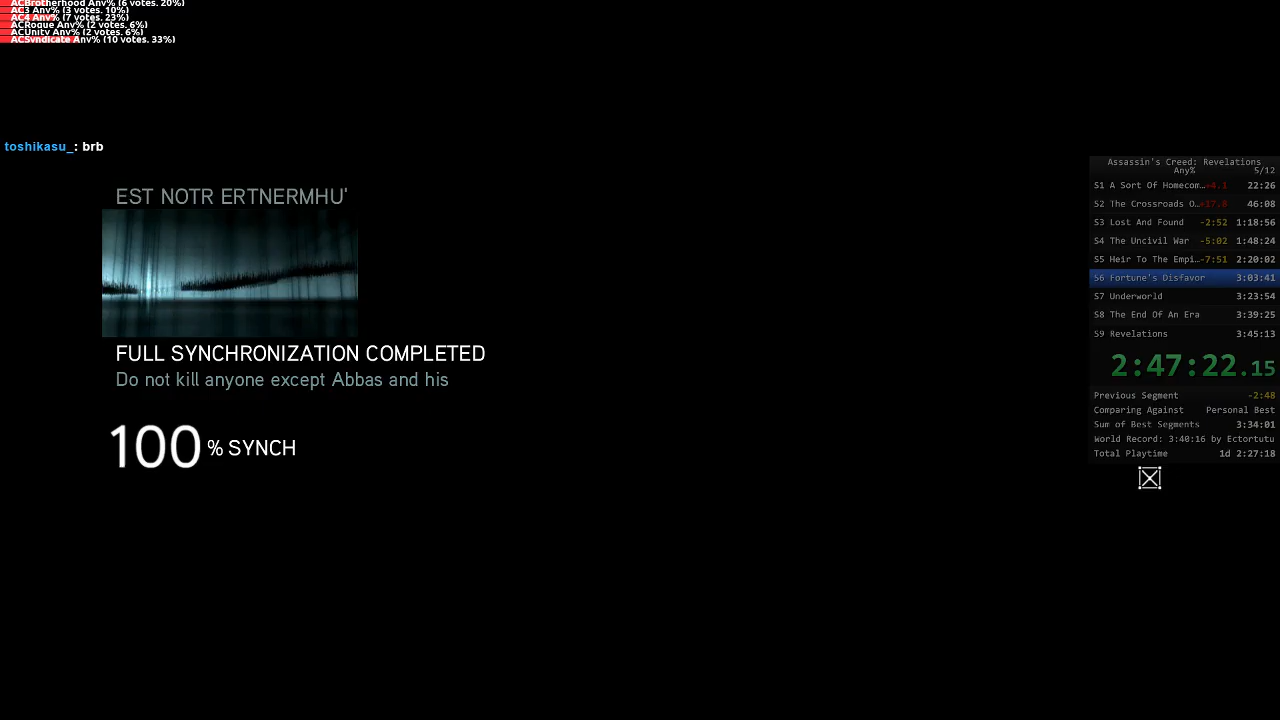 ACBrotherhood Any% (6 votes, 20%)
AC3 Any% (3 votes, 10%)
AC4 Any% (7 votes, 23%)
ACRogue Any% (2 votes, 6%)
ACUnity Any% (2 votes, 6%)
ACSyndicate Any% (10 votes, 33%)
toshikasu_: brb
EST NOTR ERTNERMHU'
FULL SYNCHRONIZATION COMPLETED
Do not kill anyone except Abbas and his
100 % SYNCH
Assassin's Creed: Revelations
Any% 5/12
S1 A Sort Of Homecom… +4.1 22:26
S2 The Crossroads O… +17.8 46:08
S3 Lost And Found -2:52 1:18:56
S4 The Uncivil War -5:02 1:48:24
S5 Heir To The Empi… -7:51 2:20:02
S6 Fortune's Disfavor 3:03:41
S7 Underworld 3:23:54
S8 The End Of An Era 3:39:25
S9 Revelations 3:45:13
2:47:22.15
Previous Segment -2:48
Comparing Against Personal Best
Sum of Best Segments 3:34:01
World Record: 3:40:16 by Ectortutu
Total Playtime 1d 2:27:18